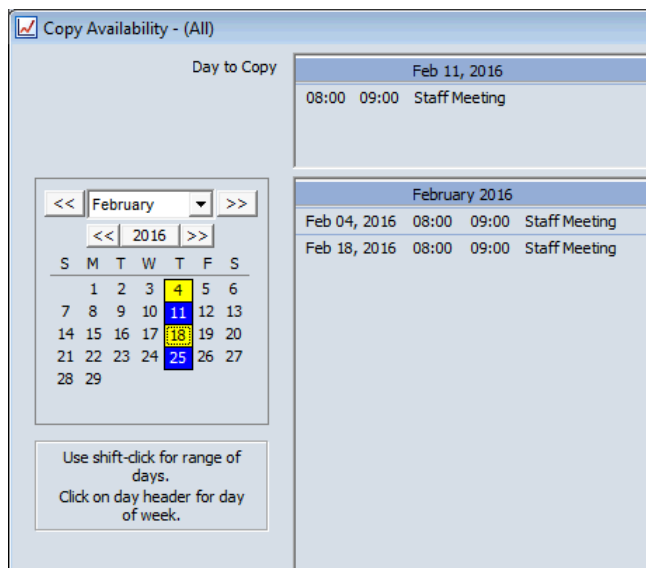 Copy Availability - (All)
Day to Copy
Feb 11, 2016
08:00 09:00 Staff Meeting
<< February >>
<< 2016 >>
S M T W T F S
1 2 3 4 5 6
7 8 9 10 11 12 13
14 15 16 17 18 19 20
21 22 23 24 25 26 27
28 29
Use shift-click for range of
days.
Click on day header for day
of week.
February 2016
Feb 04, 2016 08:00 09:00 Staff Meeting
Feb 18, 2016 08:00 09:00 Staff Meeting